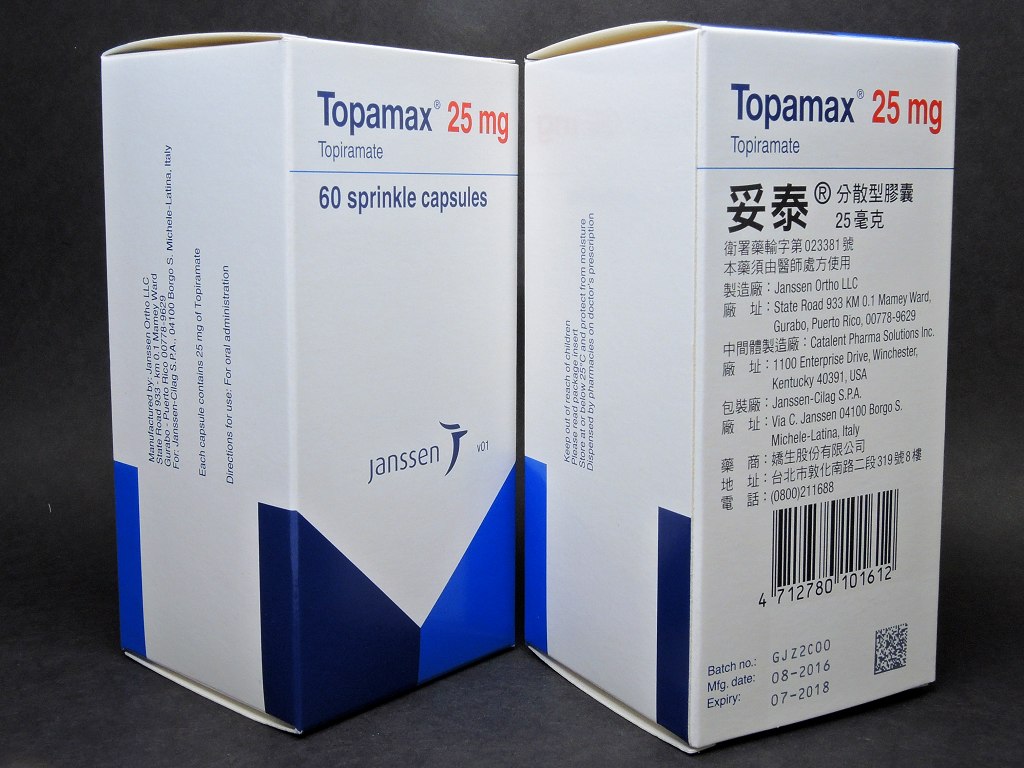 Manufactured by: Janssen Ortho LLC
State Road 933 - km 0.1 Mamey Ward
Gurabo - Puerto Rico 00778-9629
For: Janssen-Cilag S.P.A., 04100 Borgo S. Michele-Latina, Italy
Each capsule contains 25 mg of Topiramate
Directions for use: For oral administration
Topamax® 25 mg
Topiramate
60 sprinkle capsules
janssen
v01
Keep out of reach of children
Please read package insert
Store at or below 25°C and protect from moisture
Dispensed by pharmacies on doctor's prescription
Topamax® 25 mg
Topiramate
妥泰® 分散型膠囊
25毫克
衛署藥輸字第023381號
本藥須由醫師處方使用
製造廠：Janssen Ortho LLC
廠　址：State Road 933 KM 0.1 Mamey Ward,
Gurabo, Puerto Rico, 00778-9629
中間體製造廠：Catalent Pharma Solutions Inc.
廠　址：1100 Enterprise Drive, Winchester,
Kentucky 40391, USA
包裝廠：Janssen-Cilag S.P.A.
廠　址：Via C. Janssen 04100 Borgo S.
Michele-Latina, Italy
藥　商：嬌生股份有限公司
地　址：台北市敦化南路二段319號8樓
電　話：(0800)211688
4 712780 101612
Batch no.: GJZ2C00
Mfg. date: 08-2016
Expiry: 07-2018